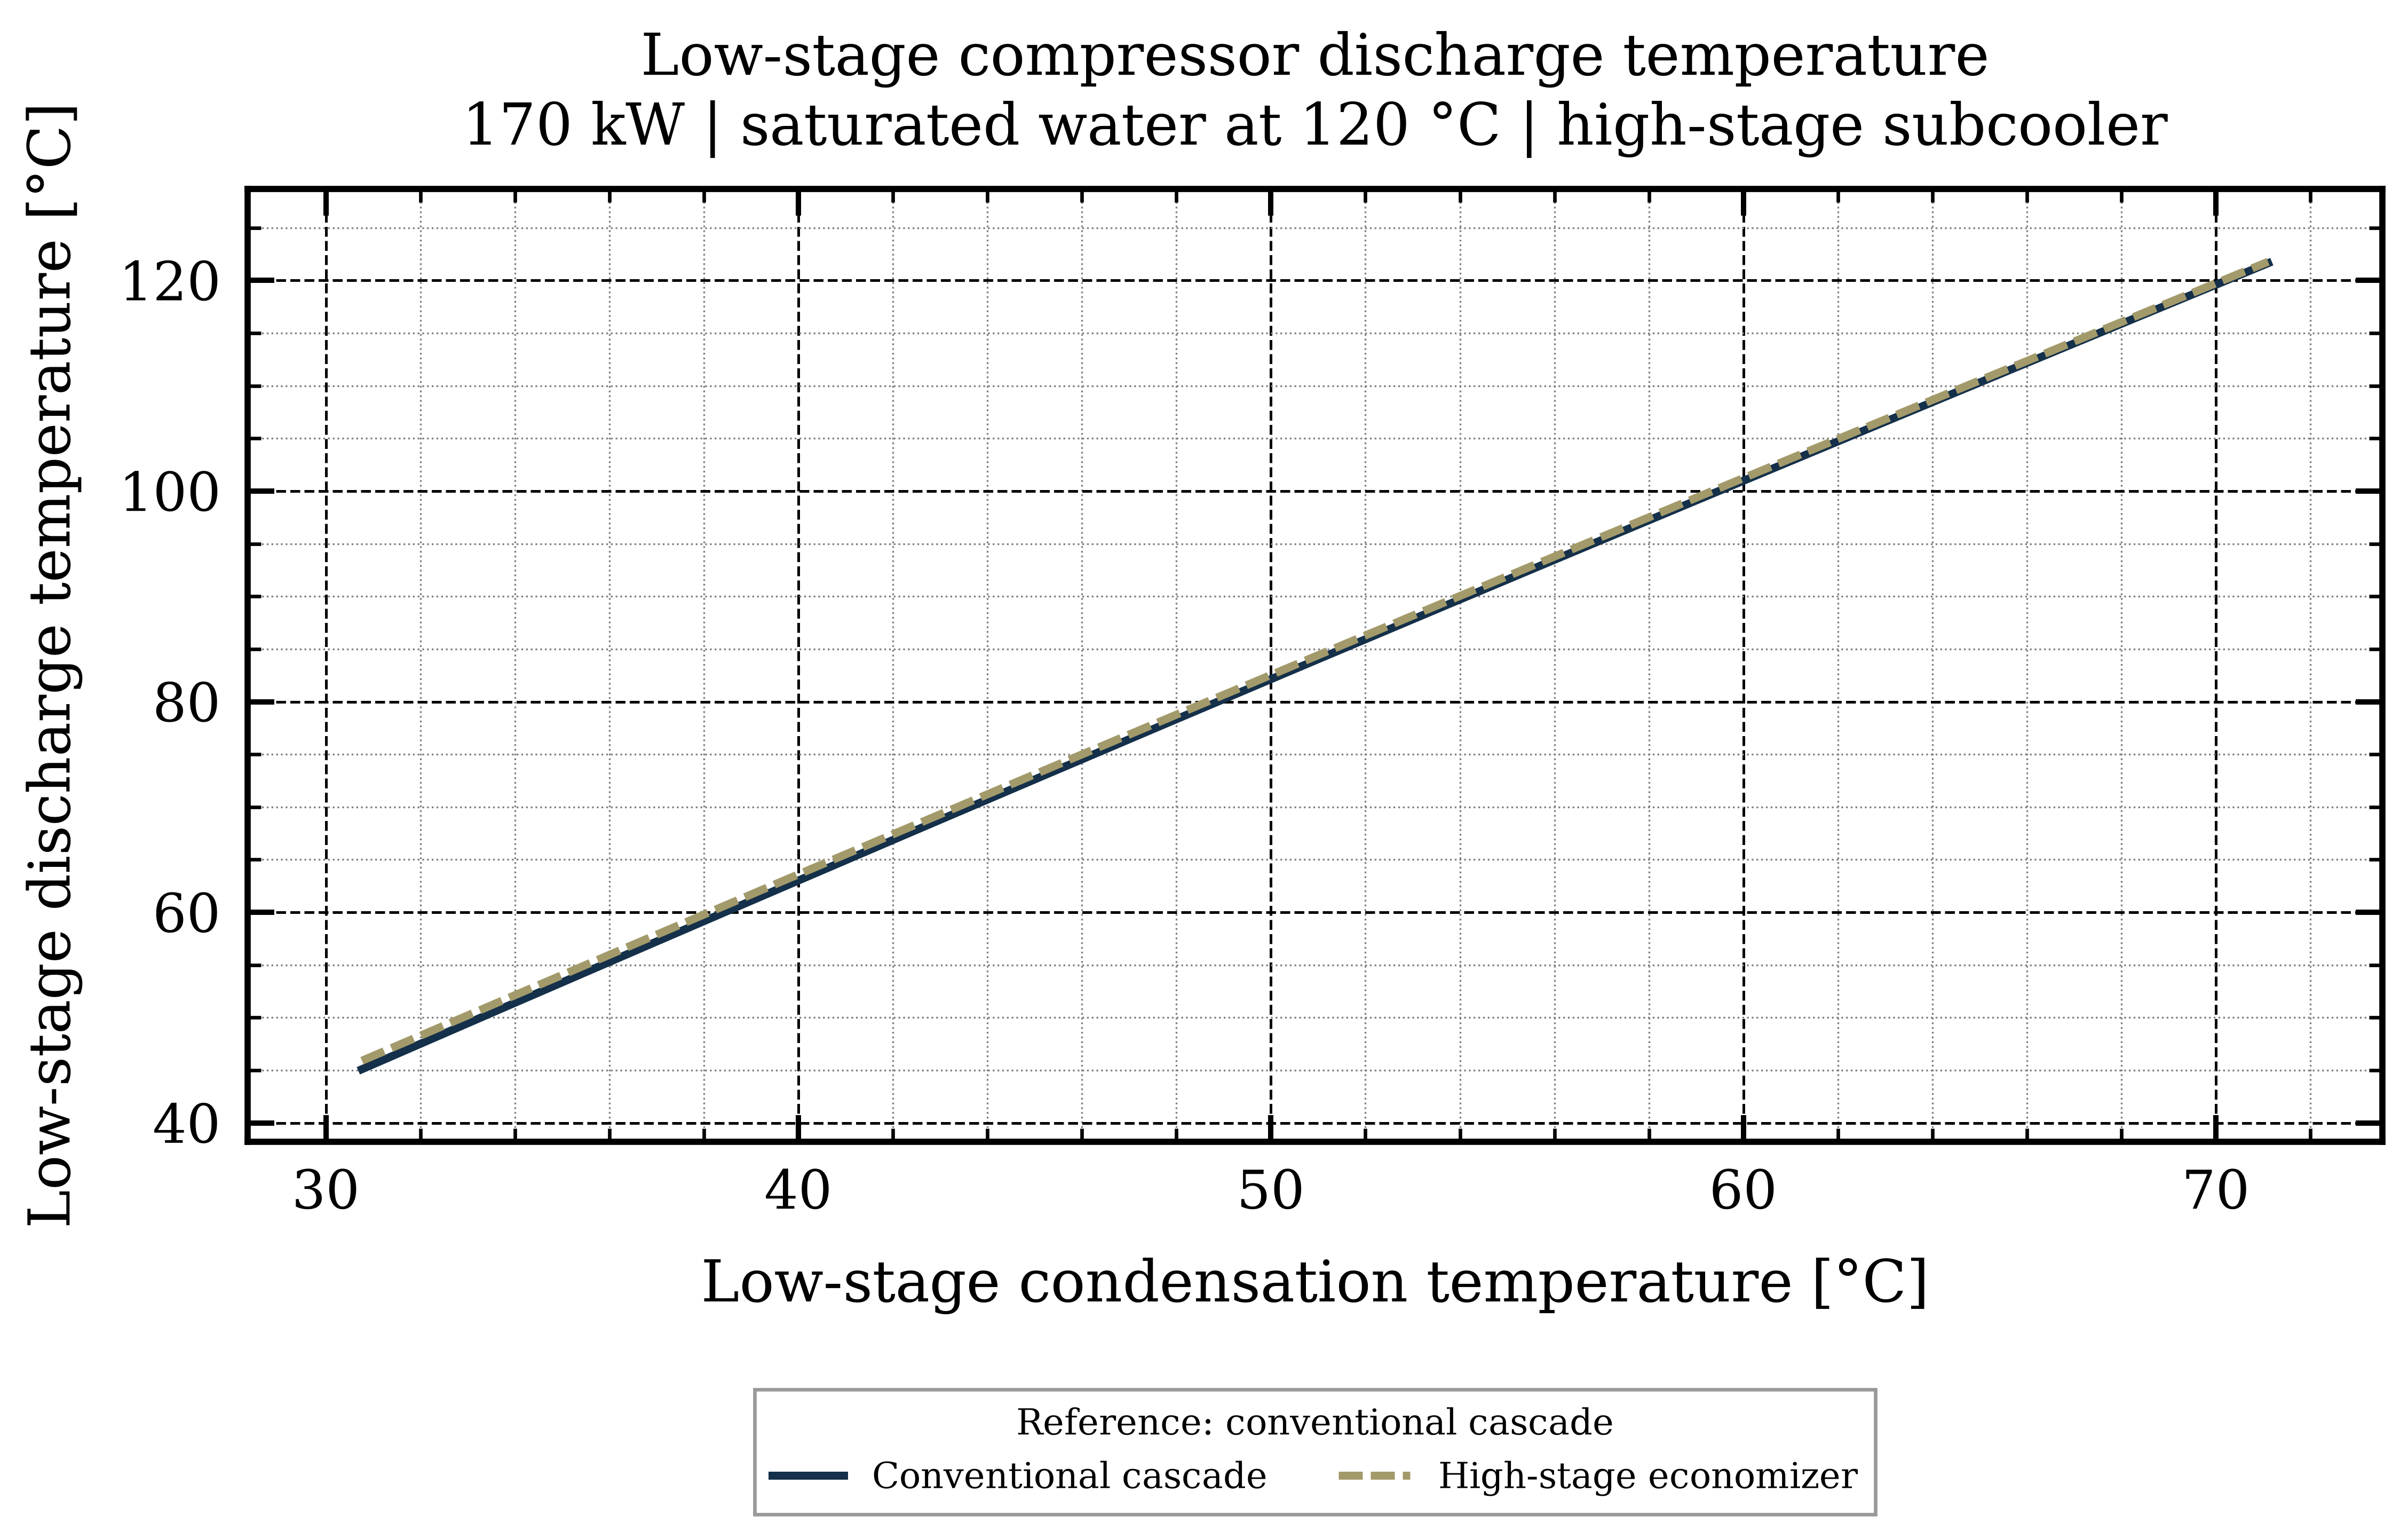 Low-stage compressor discharge temperature
170 kW | saturated water at 120 °C | high-stage subcooler
Low-stage discharge temperature [°C]
120
100
80
60
40
30 40 50 60 70
Low-stage condensation temperature [°C]
Reference: conventional cascade
Conventional cascade High-stage economizer